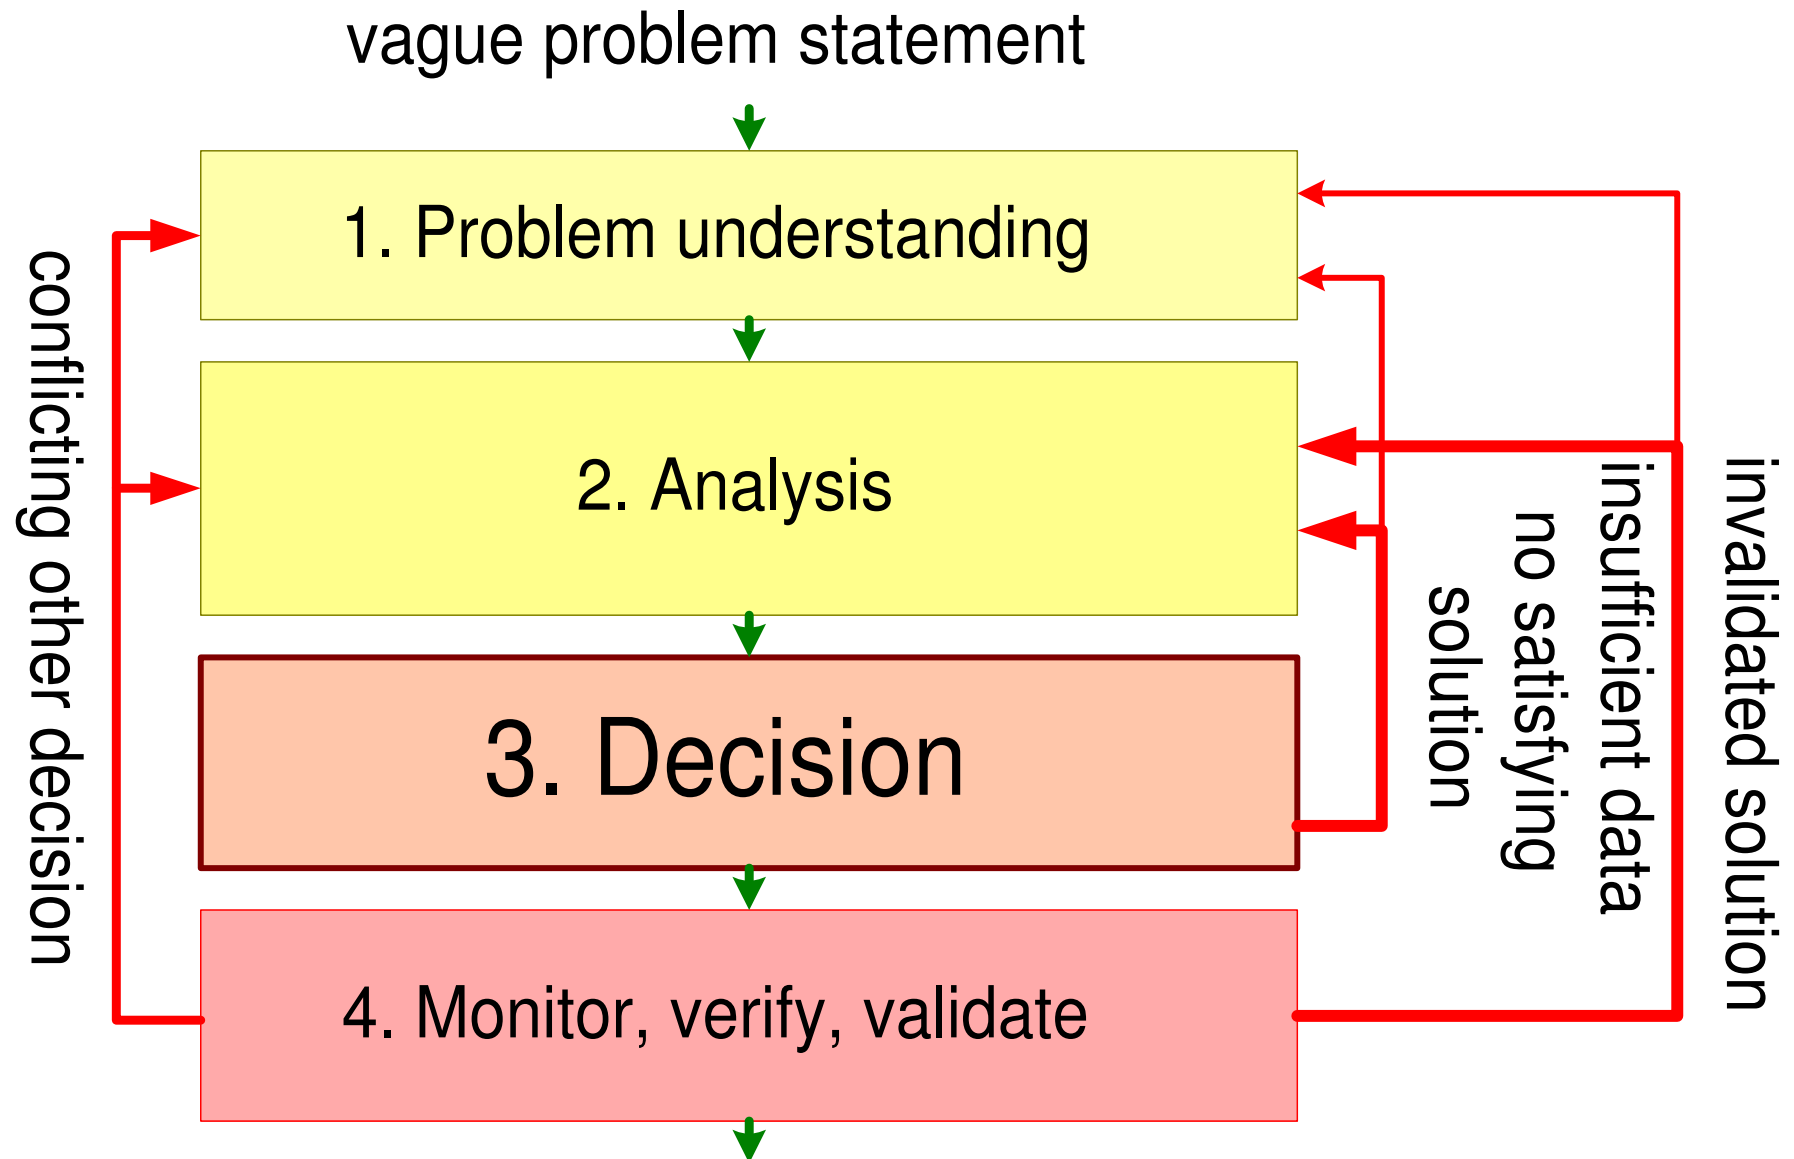 vague problem statement
1. Problem understanding
2. Analysis
3. Decision
4. Monitor, verify, validate
conflicting other decision
insufficient data
no satisfying
solution
invalidated solution